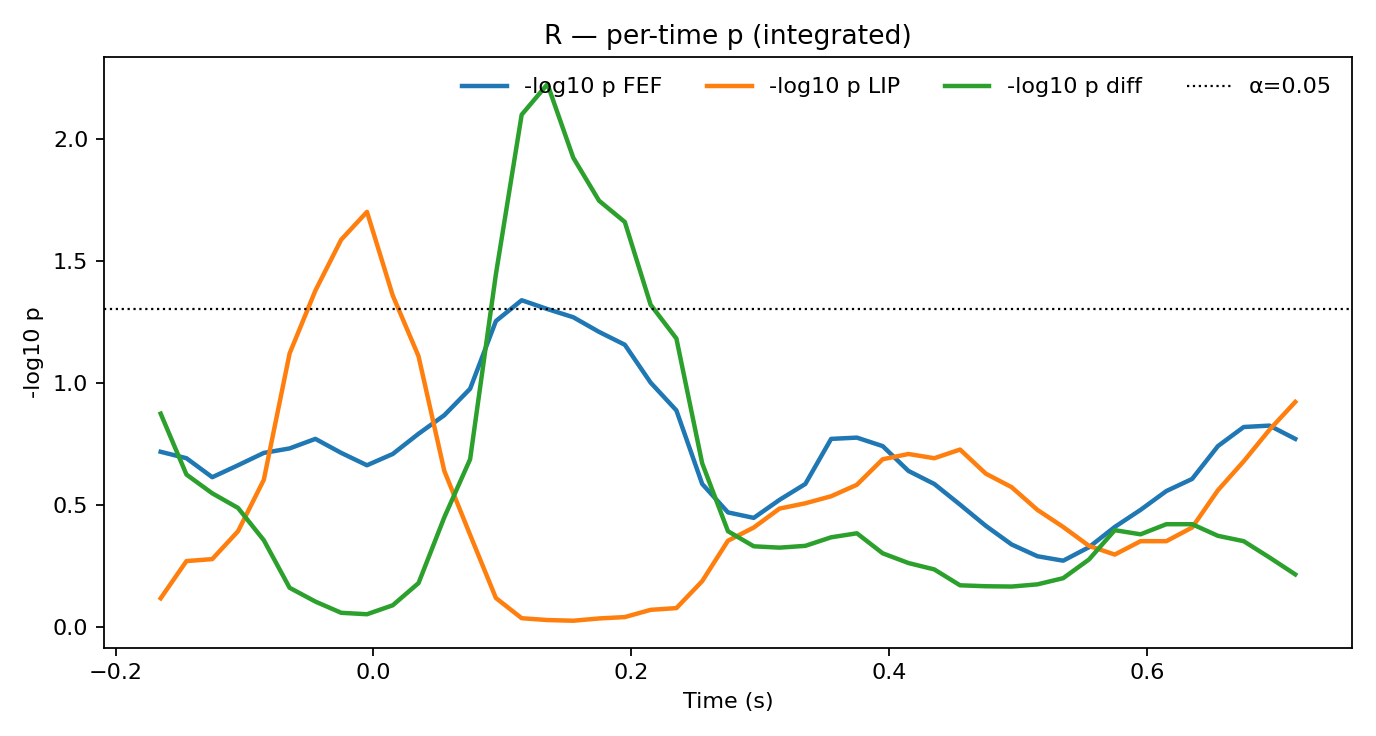 R — per-time p (integrated)
-log10 p FEF
-log10 p LIP
-log10 p diff
α=0.05
-log10 p
2.0
1.5
1.0
0.5
0.0
−0.2
0.0
0.2
0.4
0.6
Time (s)